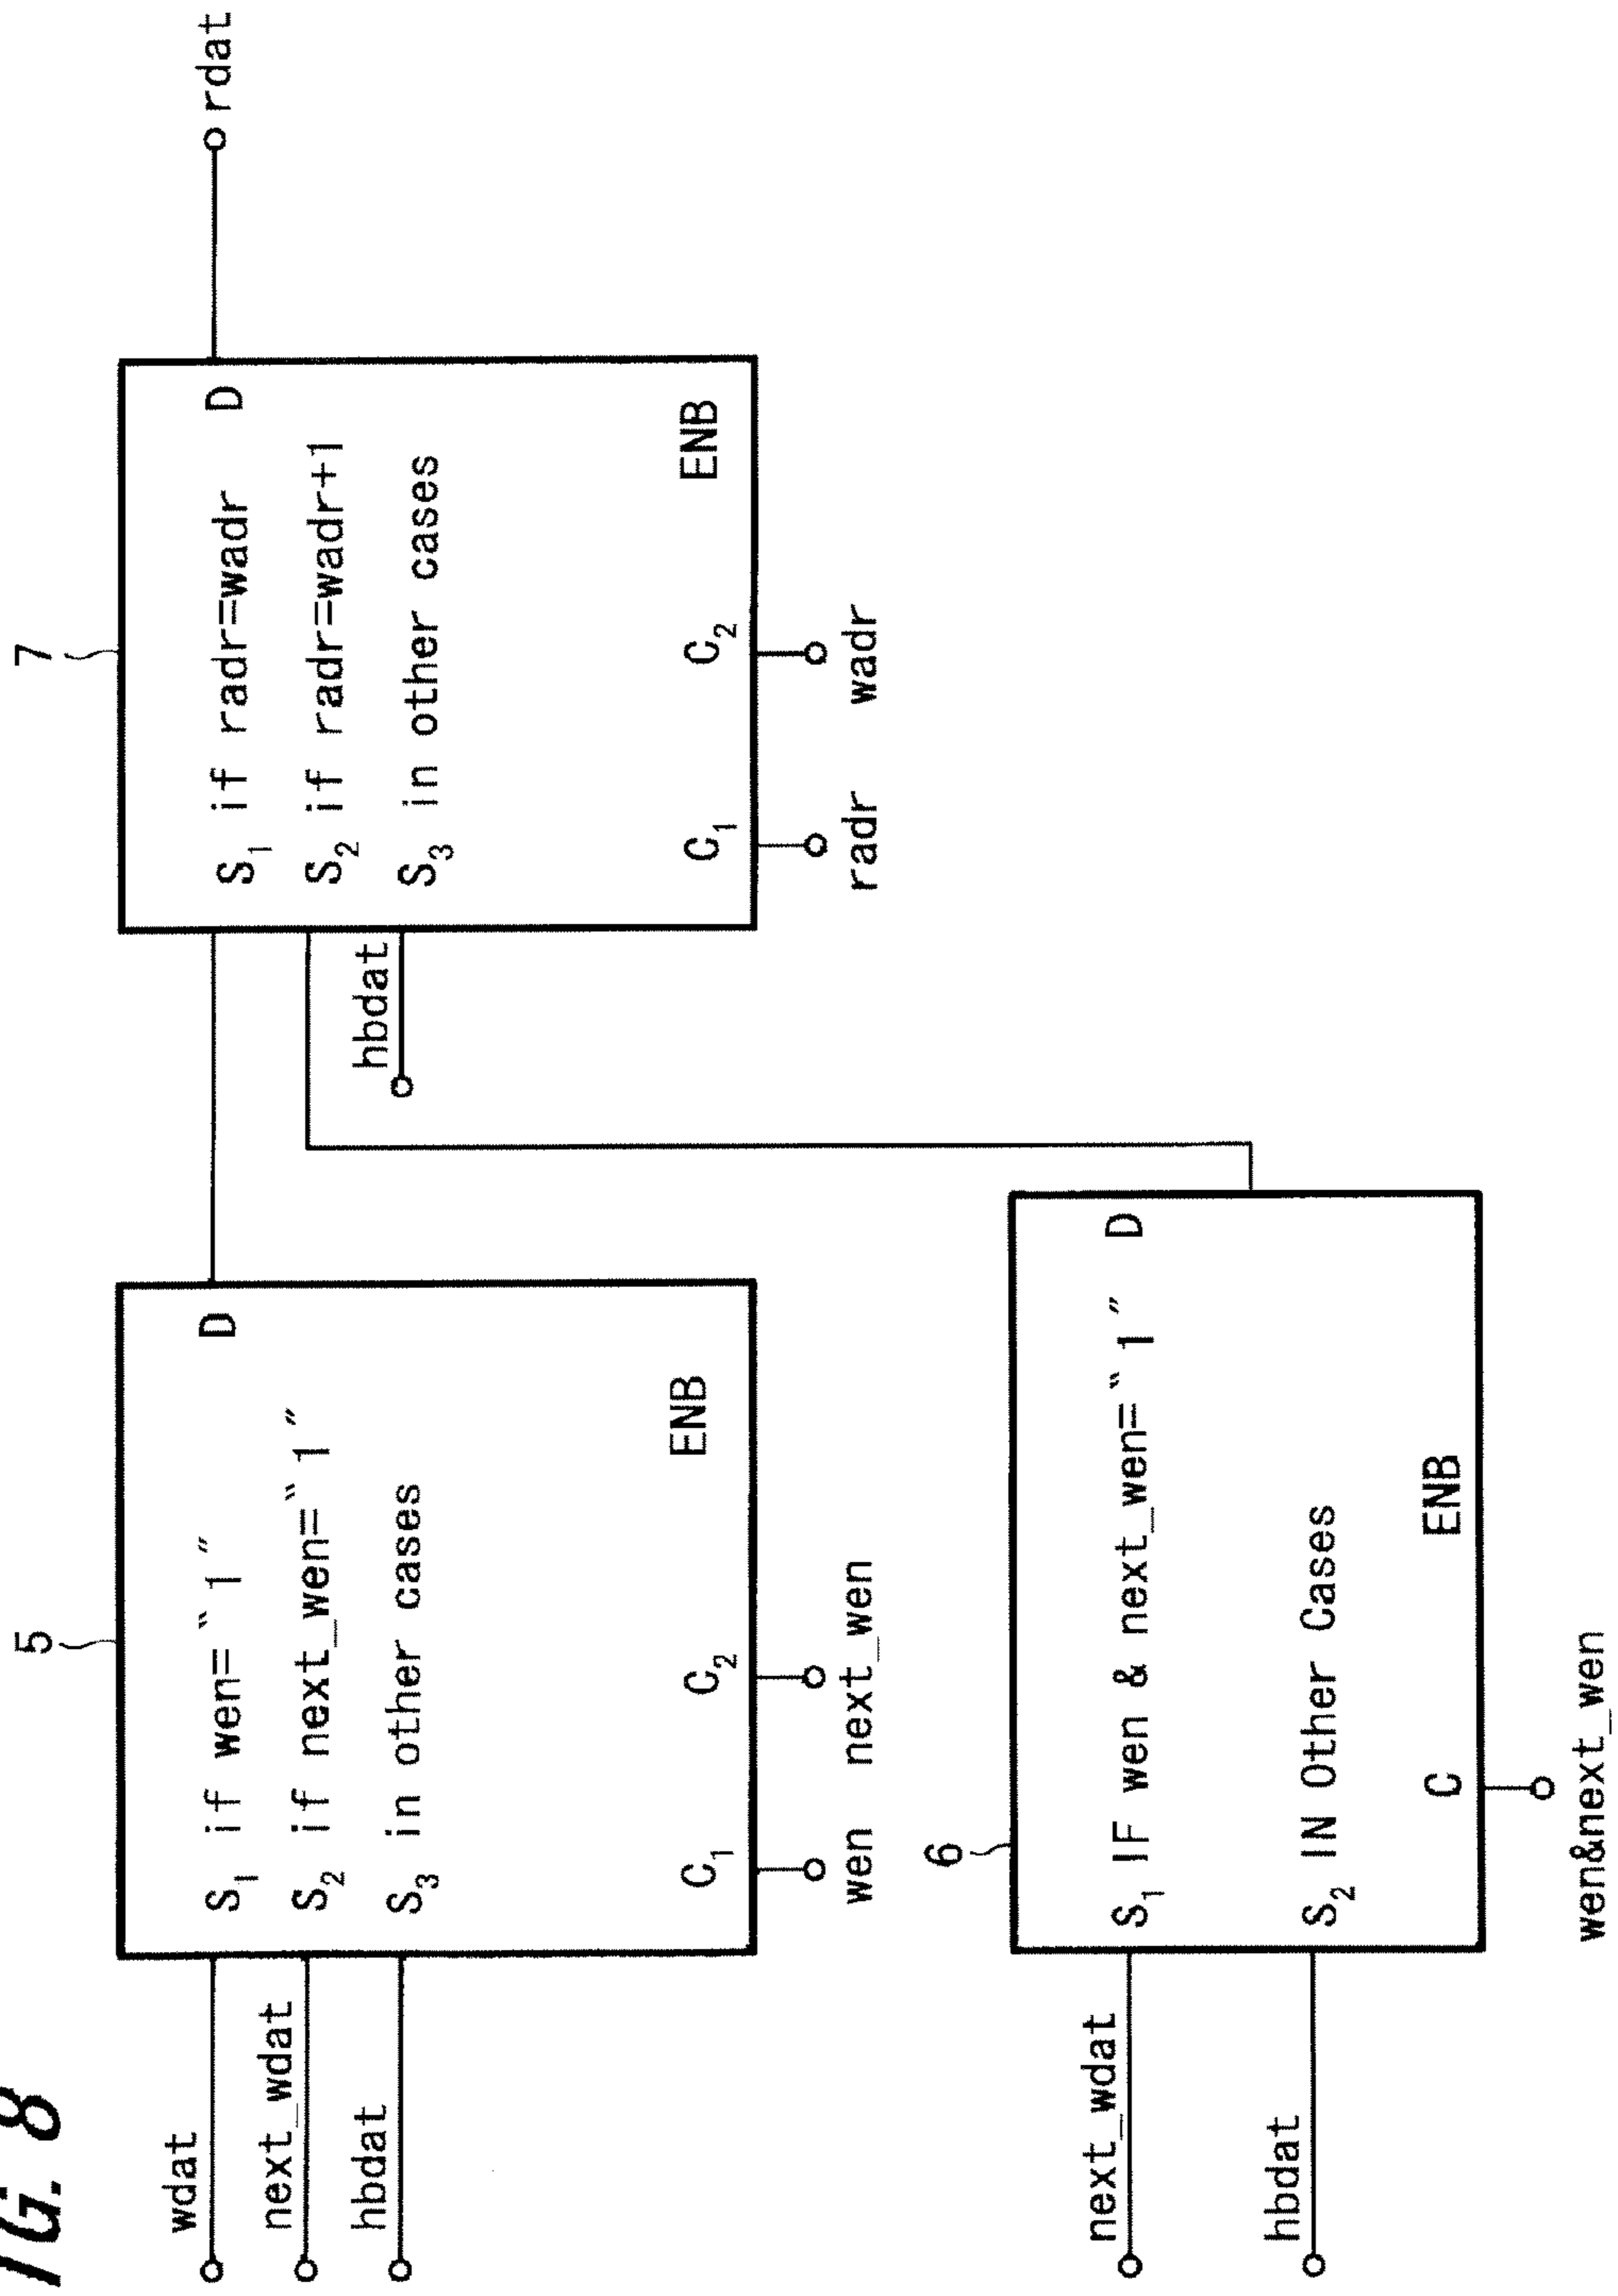 IG. 8
5
wdat
next_wdat
hbdat
S1 if wen=“1”
S2 if next_wen=“1”
S3 in other cases
D
C1
C2
ENB
wen
next_wen
7
hbdat
S1 if radr=wadr
S2 if radr=wadr+1
S3 in other cases
D
C1
C2
ENB
radr
wadr
rdat
6
next_wdat
hbdat
S1 IF wen & next_wen=“1”
S2 IN Other Cases
D
C
ENB
wen&next_wen